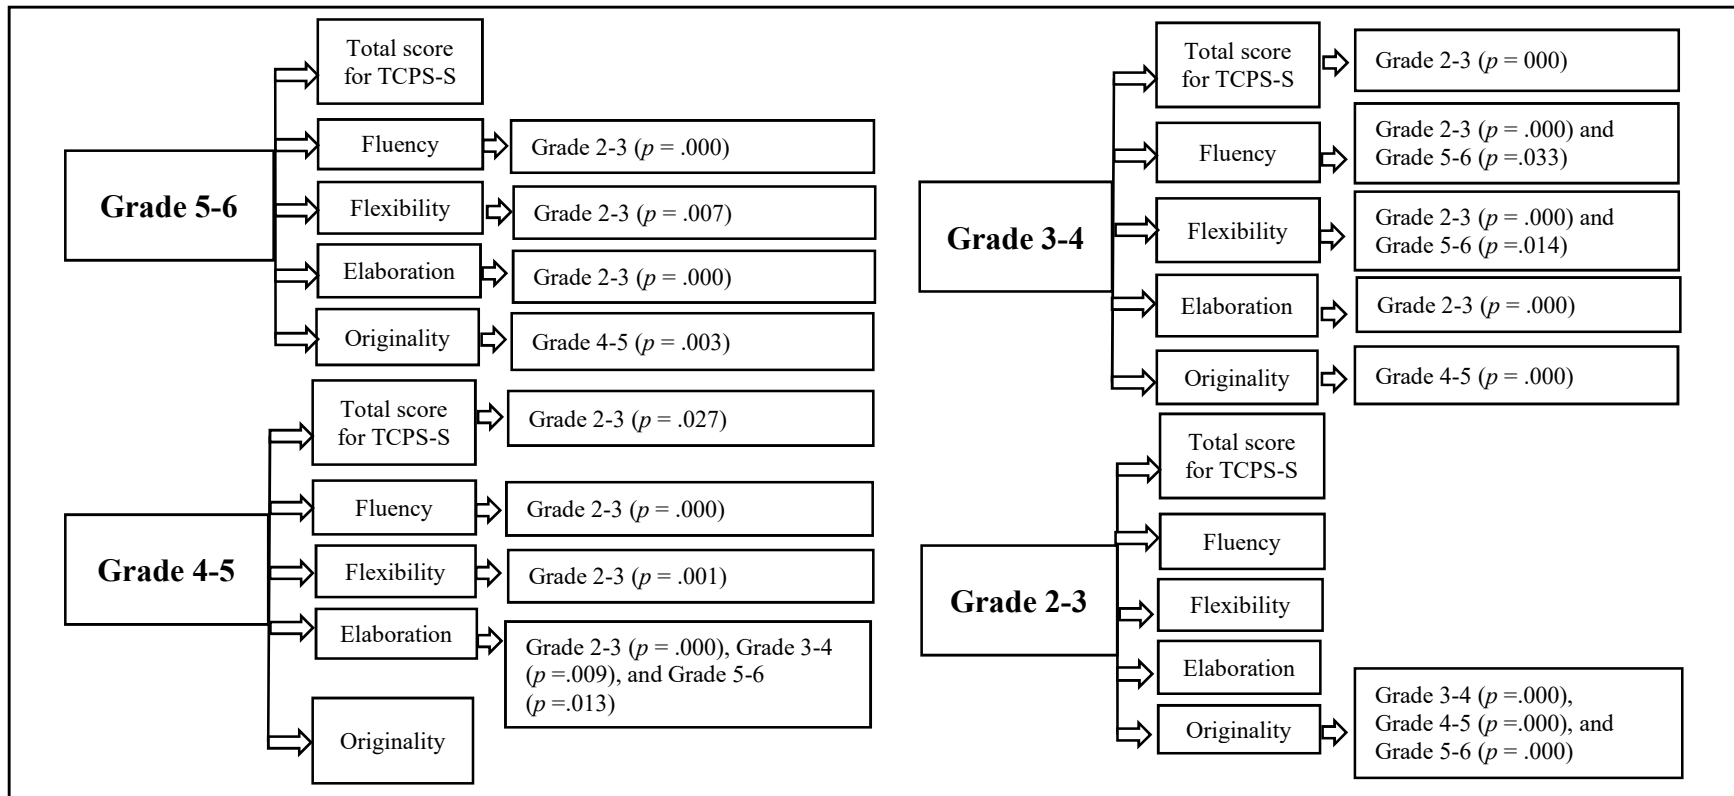 Grade 5-6
Total score
for TCPS-S
Fluency
Grade 2-3 (p = .000)
Flexibility
Grade 2-3 (p = .007)
Elaboration
Grade 2-3 (p = .000)
Originality
Grade 4-5 (p = .003)
Grade 4-5
Total score
for TCPS-S
Grade 2-3 (p = .027)
Fluency
Grade 2-3 (p = .000)
Flexibility
Grade 2-3 (p = .001)
Elaboration
Grade 2-3 (p = .000), Grade 3-4
(p =.009), and Grade 5-6
(p =.013)
Originality
Grade 3-4
Total score
for TCPS-S
Grade 2-3 (p = 000)
Fluency
Grade 2-3 (p = .000) and
Grade 5-6 (p =.033)
Flexibility
Grade 2-3 (p = .000) and
Grade 5-6 (p =.014)
Elaboration
Grade 2-3 (p = .000)
Originality
Grade 4-5 (p = .000)
Grade 2-3
Total score
for TCPS-S
Fluency
Flexibility
Elaboration
Originality
Grade 3-4 (p =.000),
Grade 4-5 (p =.000), and
Grade 5-6 (p = .000)